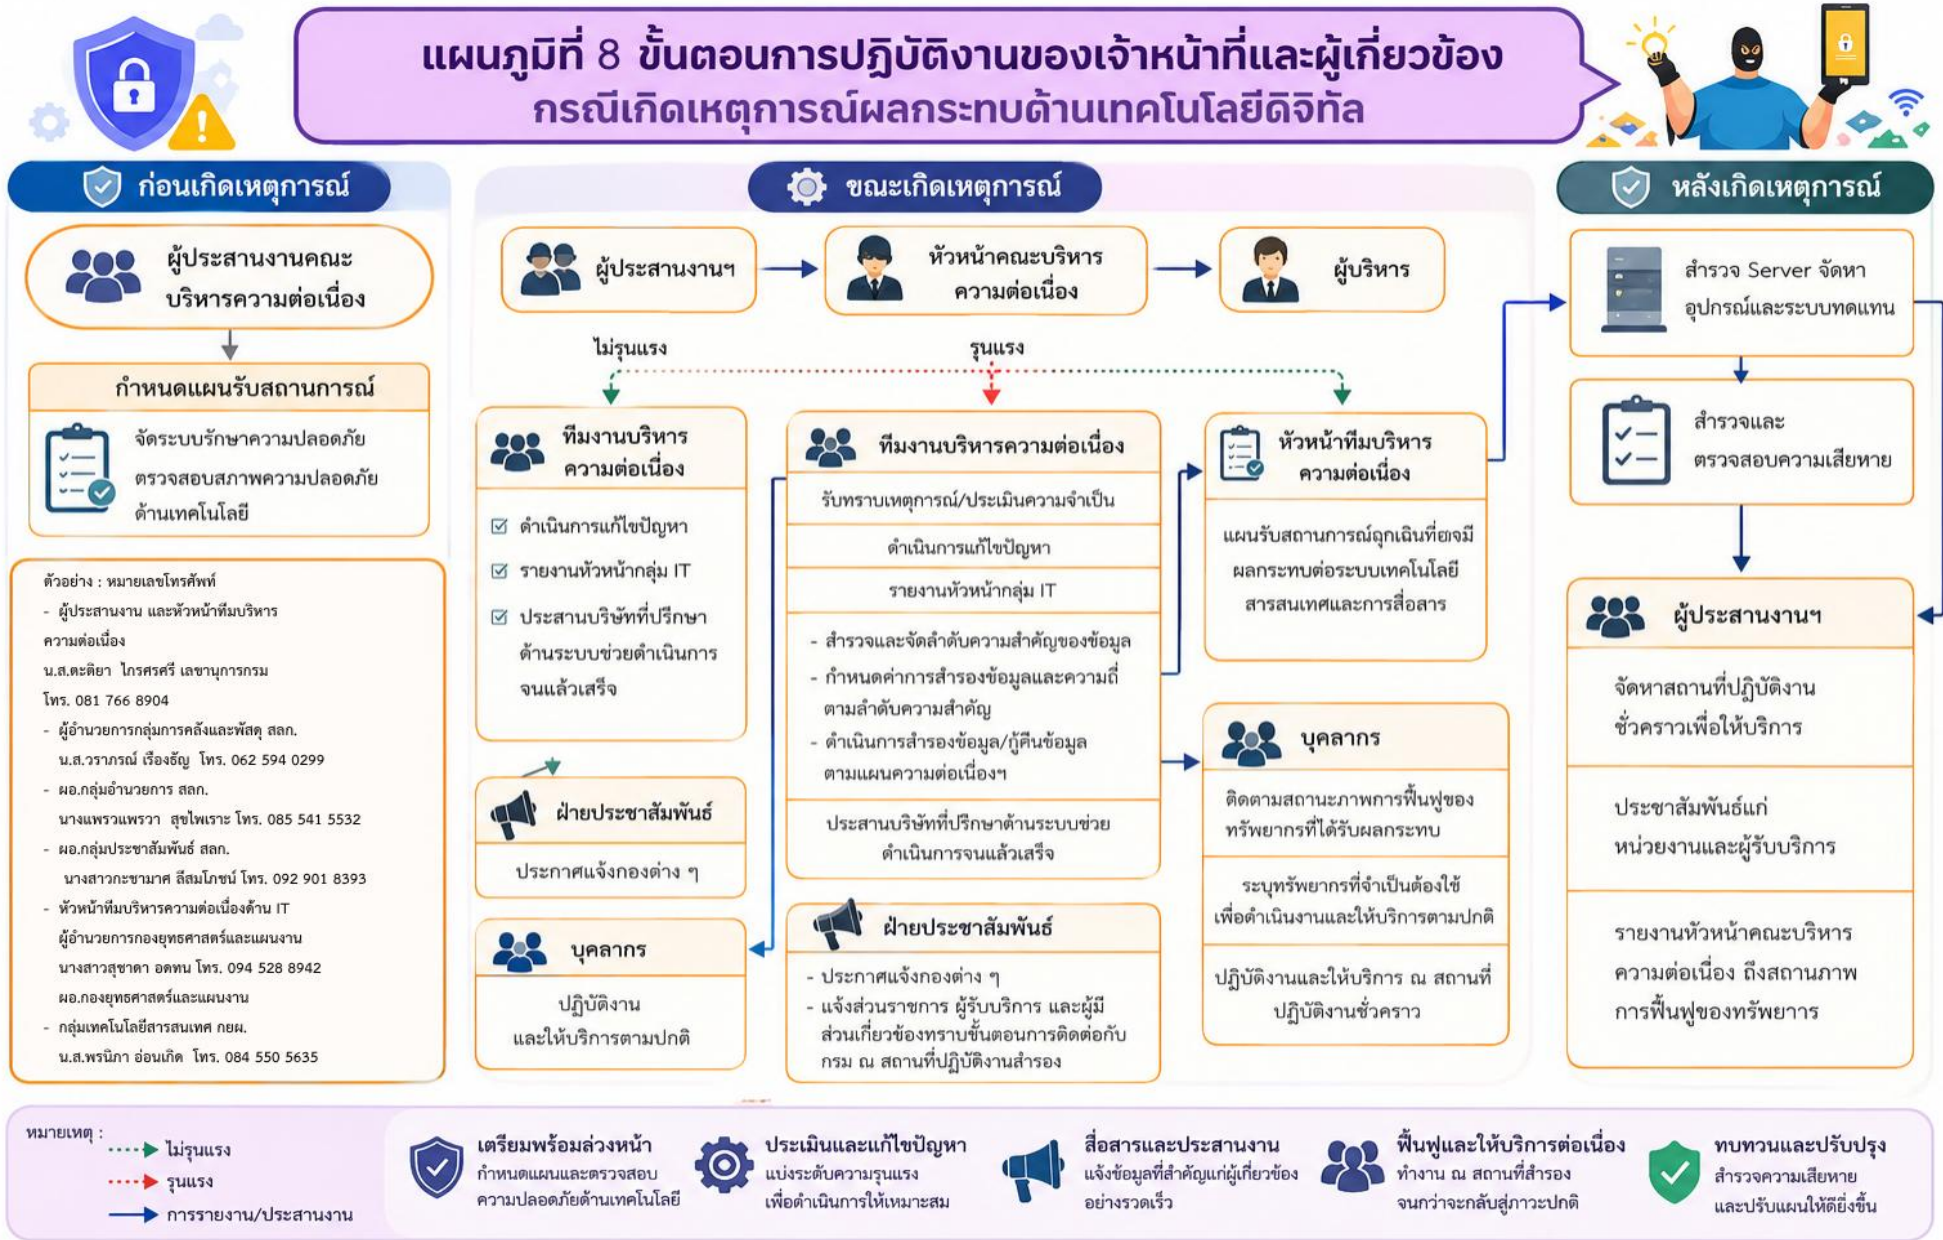 แผนภูมิที่ 8 ขั้นตอนการปฏิบัติงานของเจ้าหน้าที่และผู้เกี่ยวข้อง
กรณีเกิดเหตุการณ์ผลกระทบด้านเทคโนโลยีดิจิทัล
ก่อนเกิดเหตุการณ์
ผู้ประสานงานคณะ
บริหารความต่อเนื่อง
กำหนดแผนรับสถานการณ์
จัดระบบรักษาความปลอดภัย
ตรวจสอบสภาพความปลอดภัย
ด้านเทคโนโลยี
ตัวอย่าง : หมายเลขโทรศัพท์
- ผู้ประสานงาน และหัวหน้าทีมบริหาร
ความต่อเนื่อง
น.ส.ตะติยา ไกรศรศรี เลขานุการกรม
โทร. 081 766 8904
- ผู้อำนวยการกลุ่มการคลังและพัสดุ สลก.
น.ส.วราภรณ์ เรืองธัญ โทร. 062 594 0299
- ผอ.กลุ่มอำนวยการ สลก.
นางแพรวแพรวา สุขไพเราะ โทร. 085 541 5532
- ผอ.กลุ่มประชาสัมพันธ์ สลก.
นางสาวกะชามาศ ลีสมโภชน์ โทร. 092 901 8393
- หัวหน้าทีมบริหารความต่อเนื่องด้าน IT
ผู้อำนวยการกองยุทธศาสตร์และแผนงาน
นางสาวสุชาดา อดทน โทร. 094 528 8942
ผอ.กองยุทธศาสตร์และแผนงาน
- กลุ่มเทคโนโลยีสารสนเทศ กยผ.
น.ส.พรนิภา อ่อนเกิด โทร. 084 550 5635
ขณะเกิดเหตุการณ์
ผู้ประสานงานฯ
หัวหน้าคณะบริหาร
ความต่อเนื่อง
ผู้บริหาร
ไม่รุนแรง
รุนแรง
ทีมงานบริหาร
ความต่อเนื่อง
ดำเนินการแก้ไขปัญหา
รายงานหัวหน้ากลุ่ม IT
ประสานบริษัทที่ปรึกษา
ด้านระบบช่วยดำเนินการ
จนแล้วเสร็จ
ฝ่ายประชาสัมพันธ์
ประกาศแจ้งกองต่าง ๆ
บุคลากร
ปฏิบัติงาน
และให้บริการตามปกติ
ทีมงานบริหารความต่อเนื่อง
รับทราบเหตุการณ์/ประเมินความจำเป็น
ดำเนินการแก้ไขปัญหา
รายงานหัวหน้ากลุ่ม IT
- สำรวจและจัดลำดับความสำคัญของข้อมูล
- กำหนดค่าการสำรองข้อมูลและความถี่
ตามลำดับความสำคัญ
- ดำเนินการสำรองข้อมูล/กู้คืนข้อมูล
ตามแผนความต่อเนื่องฯ
ประสานบริษัทที่ปรึกษาด้านระบบช่วย
ดำเนินการจนแล้วเสร็จ
ฝ่ายประชาสัมพันธ์
- ประกาศแจ้งกองต่าง ๆ
- แจ้งส่วนราชการ ผู้รับบริการ และผู้มี
ส่วนเกี่ยวข้องทราบขั้นตอนการติดต่อกับ
กรม ณ สถานที่ปฏิบัติงานสำรอง
หัวหน้าทีมบริหาร
ความต่อเนื่อง
แผนรับสถานการณ์ฉุกเฉินที่อาจมี
ผลกระทบต่อระบบเทคโนโลยี
สารสนเทศและการสื่อสาร
บุคลากร
ติดตามสถานะภาพการฟื้นฟูของ
ทรัพยากรที่ได้รับผลกระทบ
ระบุทรัพยากรที่จำเป็นต้องใช้
เพื่อดำเนินงานและให้บริการตามปกติ
ปฏิบัติงานและให้บริการ ณ สถานที่
ปฏิบัติงานชั่วคราว
หลังเกิดเหตุการณ์
สำรวจ Server จัดหา
อุปกรณ์และระบบทดแทน
สำรวจและ
ตรวจสอบความเสียหาย
ผู้ประสานงานฯ
จัดหาสถานที่ปฏิบัติงาน
ชั่วคราวเพื่อให้บริการ
ประชาสัมพันธ์แก่
หน่วยงานและผู้รับบริการ
รายงานหัวหน้าคณะบริหาร
ความต่อเนื่อง ถึงสถานภาพ
การฟื้นฟูของทรัพยาาร
หมายเหตุ :
ไม่รุนแรง
รุนแรง
การรายงาน/ประสานงาน
เตรียมพร้อมล่วงหน้า
กำหนดแผนและตรวจสอบ
ความปลอดภัยด้านเทคโนโลยี
ประเมินและแก้ไขปัญหา
แบ่งระดับความรุนแรง
เพื่อดำเนินการให้เหมาะสม
สื่อสารและประสานงาน
แจ้งข้อมูลที่สำคัญแก่ผู้เกี่ยวข้อง
อย่างรวดเร็ว
ฟื้นฟูและให้บริการต่อเนื่อง
ทำงาน ณ สถานที่สำรอง
จนกว่าจะกลับสู่ภาวะปกติ
ทบทวนและปรับปรุง
สำรวจความเสียหาย
และปรับแผนให้ดียิ่งขึ้น